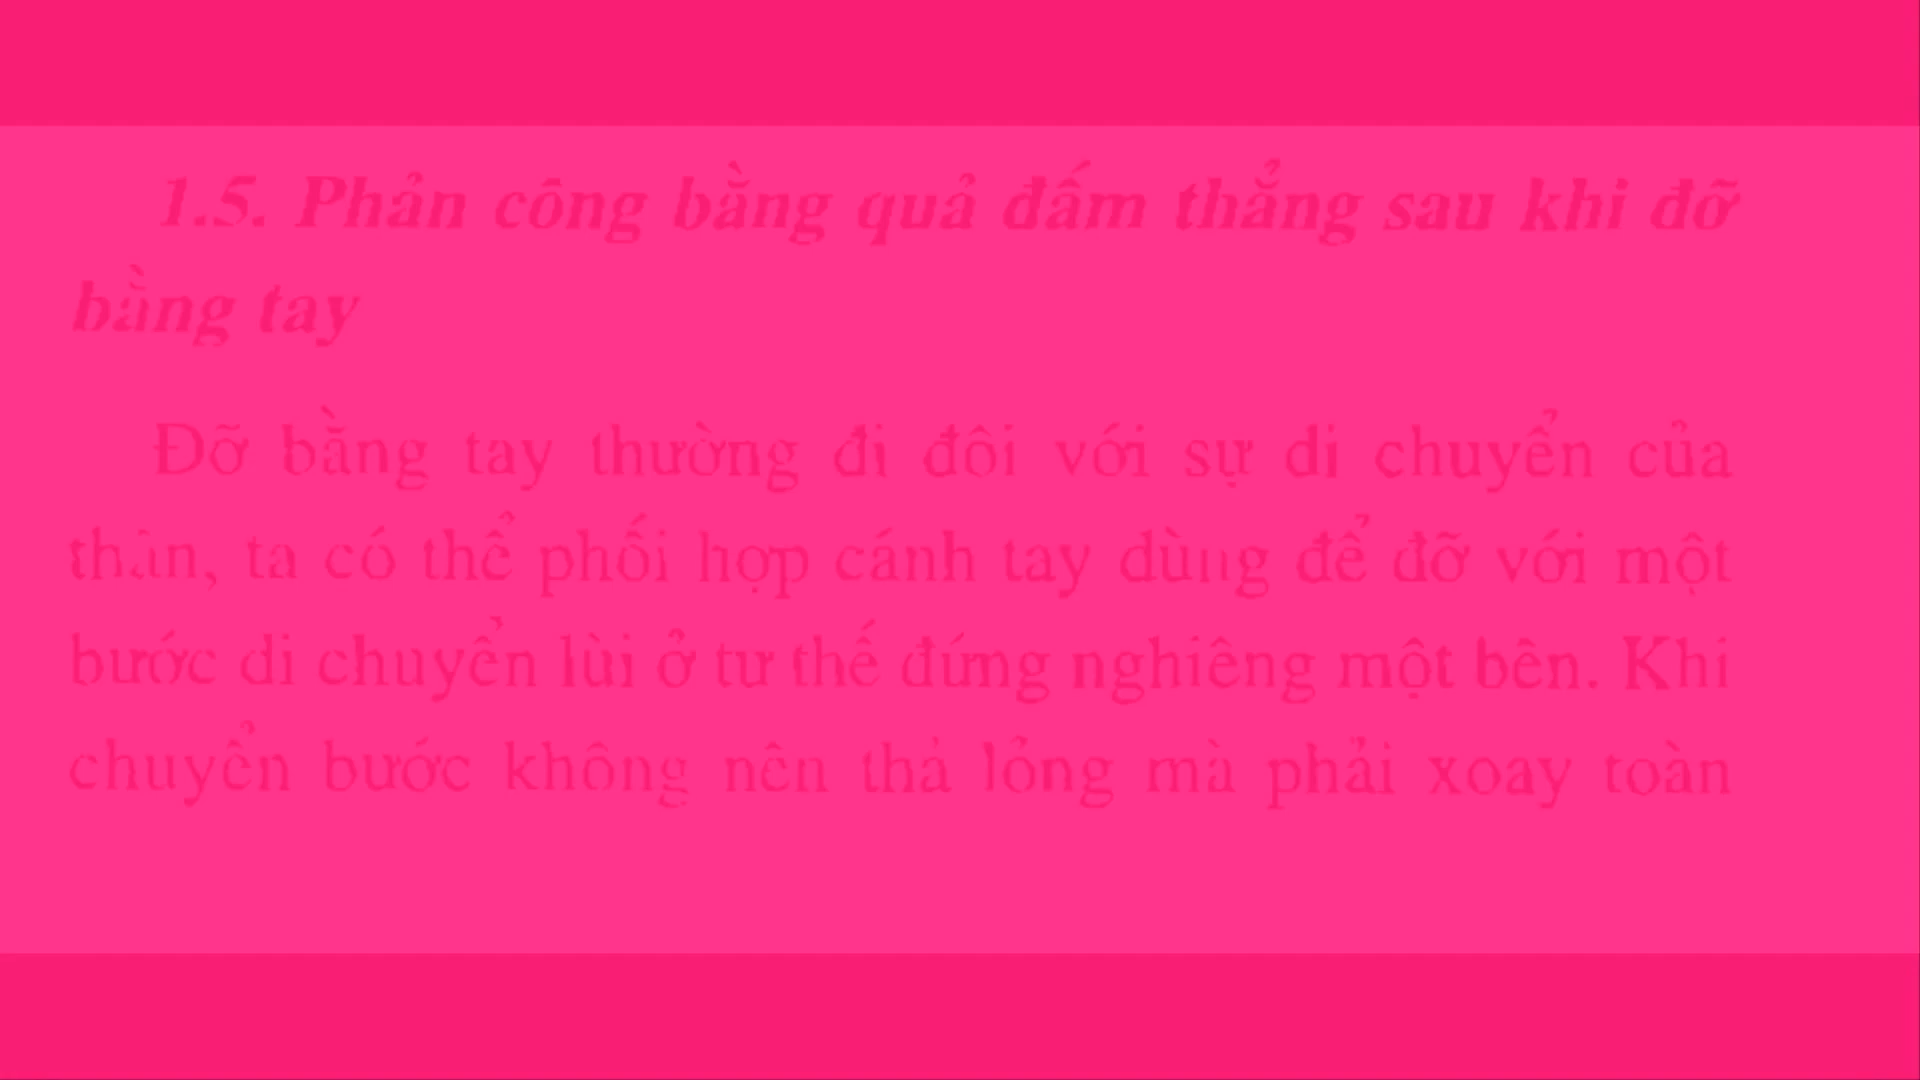 1.5. Phản công bằng quả đấm thẳng sau khi đỡ
bằng tay
Đỡ bằng tay thường đi đôi với sự di chuyển của
thân, ta có thể phối hợp cánh tay dùng để đỡ với một
bước di chuyển lùi ở tư thế đứng nghiêng một bên. Khi
chuyển bước không nên thả lỏng mà phải xoay toàn